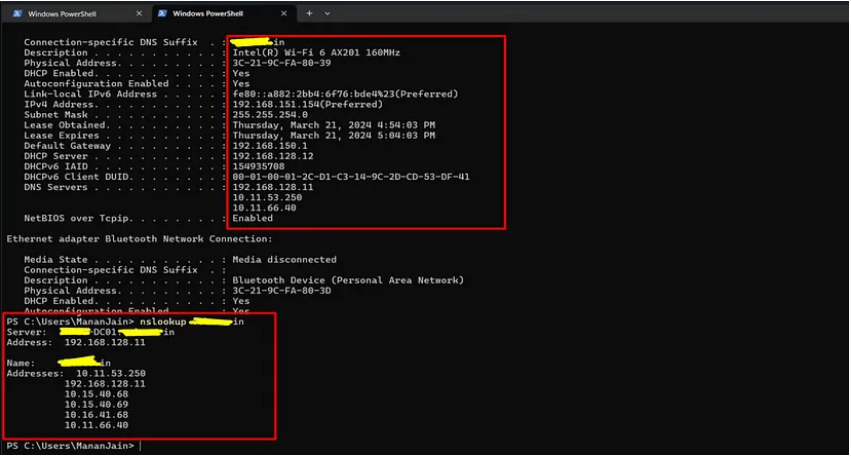 Windows PowerShell
Windows PowerShell
Connection-specific DNS Suffix . : in
Description . . . . . . . . . . . : Intel(R) Wi-Fi 6 AX201 160MHz
Physical Address. . . . . . . . . : 3C-21-9C-FA-80-39
DHCP Enabled. . . . . . . . . . . : Yes
Autoconfiguration Enabled . . . . : Yes
Link-local IPv6 Address . . . . . : fe80::a882:2bb4:6f76:bde4%23(Preferred)
IPv4 Address. . . . . . . . . . . : 192.168.151.154(Preferred)
Subnet Mask . . . . . . . . . . . : 255.255.254.0
Lease Obtained. . . . . . . . . . : Thursday, March 21, 2024 4:54:03 PM
Lease Expires . . . . . . . . . . : Thursday, March 21, 2024 5:04:03 PM
Default Gateway . . . . . . . . . : 192.168.150.1
DHCP Server . . . . . . . . . . . : 192.168.128.12
DHCPv6 IAID . . . . . . . . . . . : 154935708
DHCPv6 Client DUID. . . . . . . . : 00-01-00-01-2C-D1-C3-14-9C-2D-CD-53-DF-41
DNS Servers . . . . . . . . . . . : 192.168.128.11
10.11.53.250
10.11.66.40
NetBIOS over Tcpip. . . . . . . . : Enabled
Ethernet adapter Bluetooth Network Connection:
Media State . . . . . . . . . . . : Media disconnected
Connection-specific DNS Suffix . :
Description . . . . . . . . . . . : Bluetooth Device (Personal Area Network)
Physical Address. . . . . . . . . : 3C-21-9C-FA-80-3D
DHCP Enabled. . . . . . . . . . . : Yes
Autoconfiguration Enabled . . . . : Yes
PS C:\Users\MananJain> nslookup in
Server: -DC01. in
Address: 192.168.128.11
Name: in
Addresses: 10.11.53.250
192.168.128.11
10.15.40.68
10.15.40.69
10.16.41.68
10.11.66.40
PS C:\Users\MananJain>